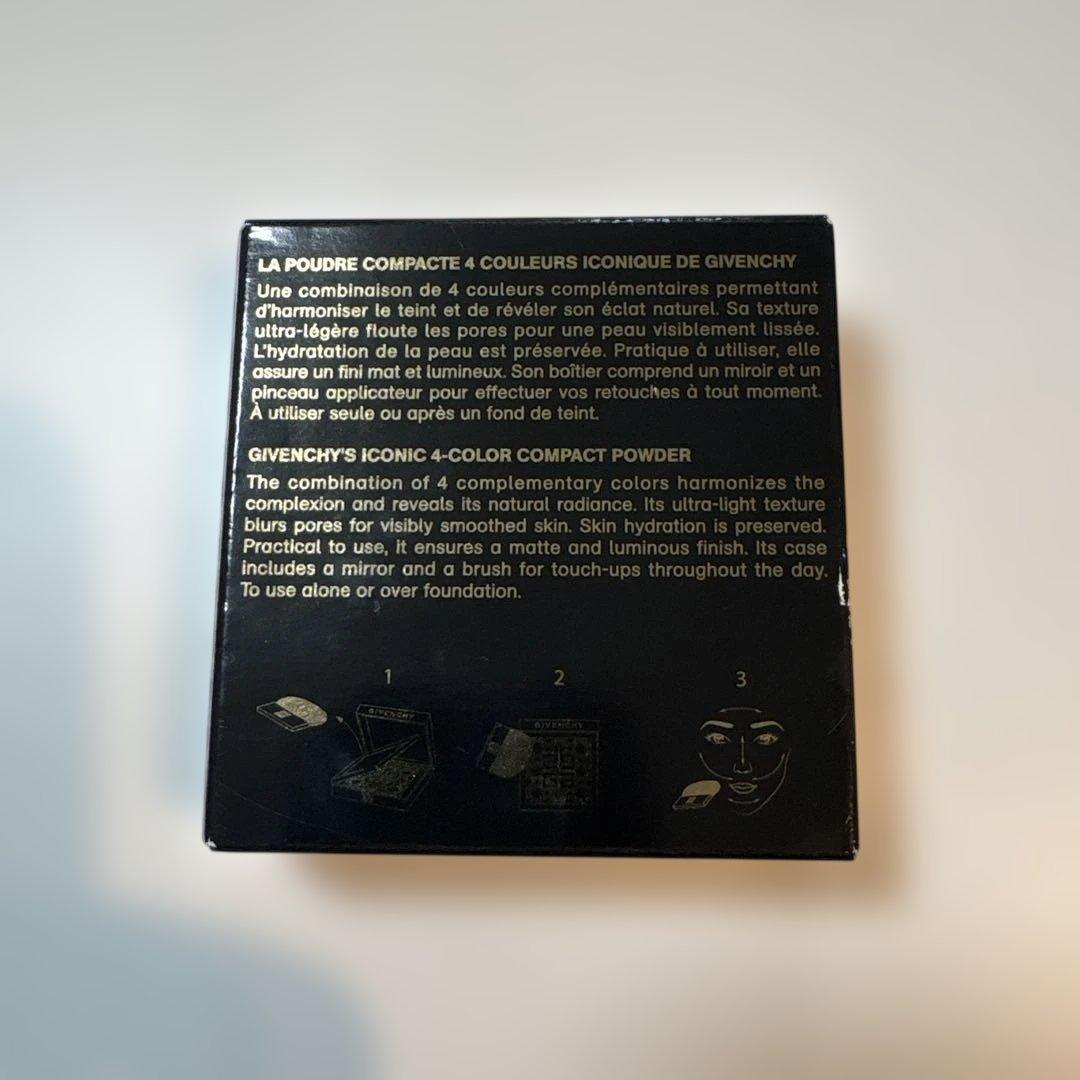 LA POUDRE COMPACTE 4 COULEURS ICONIQUE DE GIVENCHY
Une combinaison de 4 couleurs complémentaires permettant
d'harmoniser le teint et de révéler son éclat naturel. Sa texture
ultra-légère floute les pores pour une peau visiblement lissée.
L'hydratation de la peau est préservée. Pratique à utiliser, elle
assure un fini mat et lumineux. Son boîtier comprend un miroir et un
pinceau applicateur pour effectuer vos retouches à tout moment.
À utiliser seule ou après un fond de teint.
GIVENCHY'S ICONIC 4-COLOR COMPACT POWDER
The combination of 4 complementary colors harmonizes the
complexion and reveals its natural radiance. Its ultra-light texture
blurs pores for visibly smoothed skin. Skin hydration is preserved.
Practical to use, it ensures a matte and luminous finish. Its case
includes a mirror and a brush for touch-ups throughout the day.
To use alone or over foundation.
1 2 3
GIVENCHY
GIVENCHY